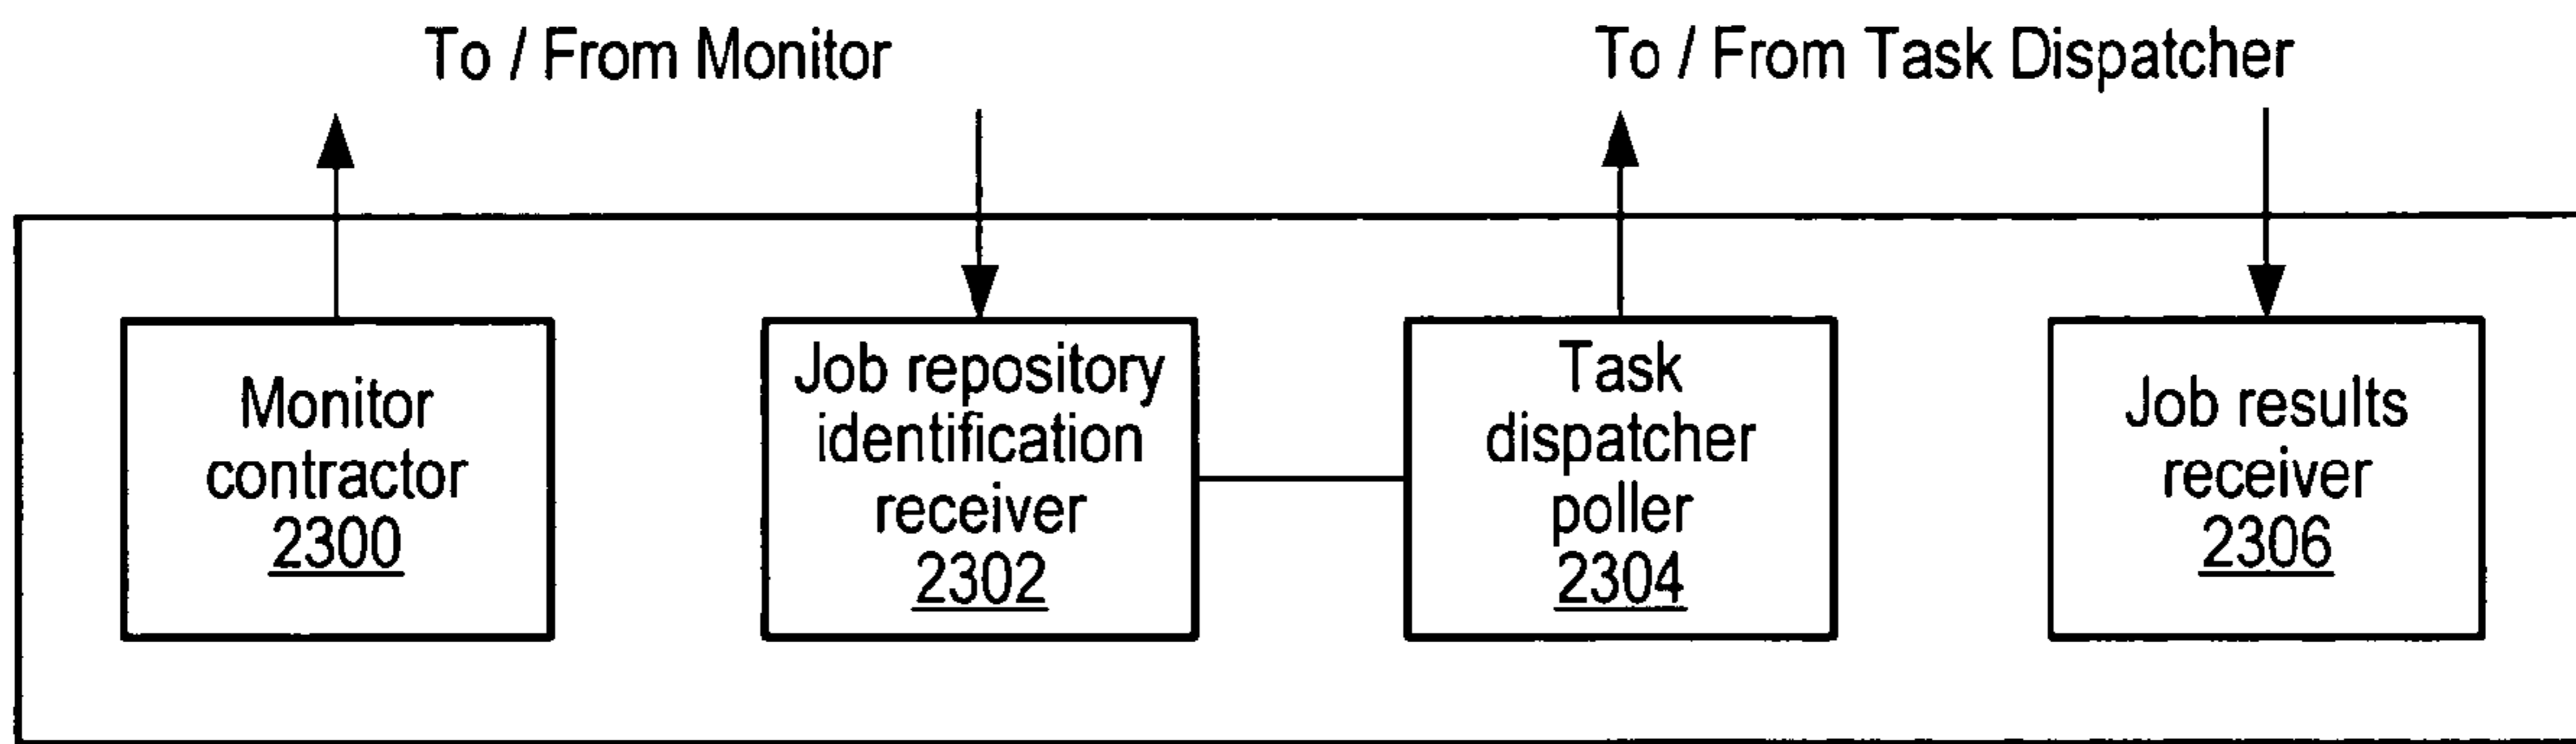 To / From Monitor
To / From Task Dispatcher
Monitor
contractor
2300
Job repository
identification
receiver
2302
Task
dispatcher
poller
2304
Job results
receiver
2306